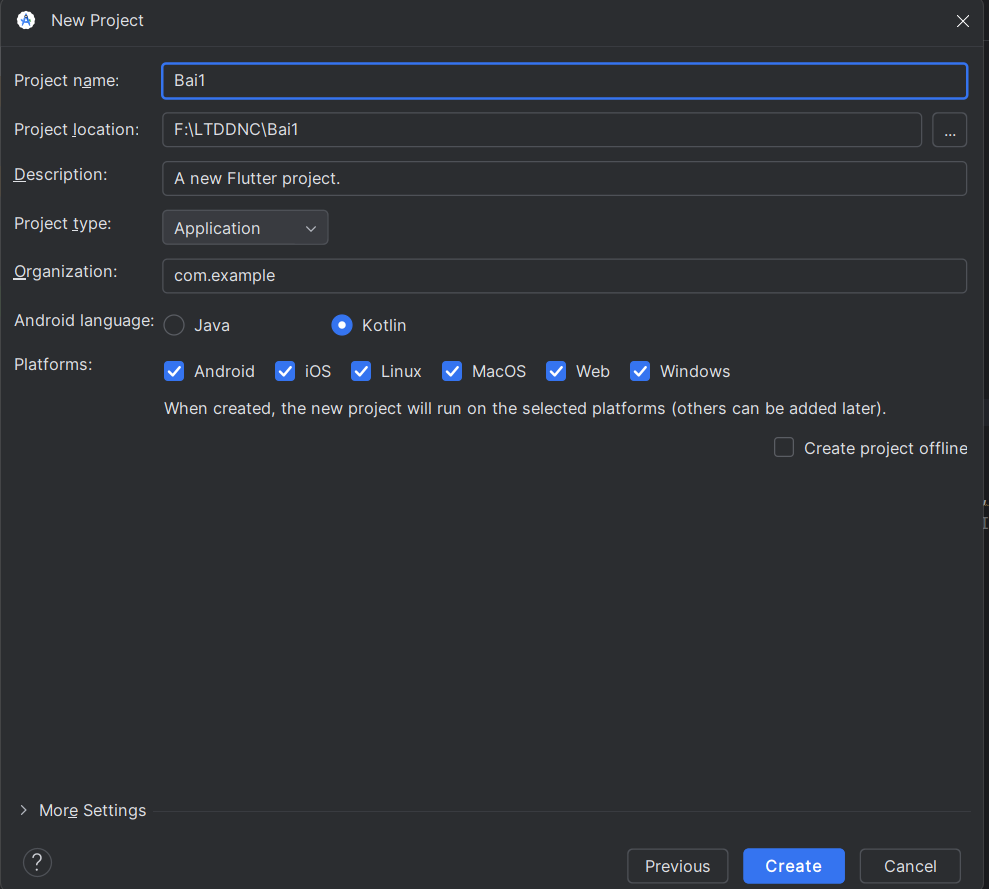 New Project
Project name: Bai1
Project location: F:\LTDDNC\Bai1 ...
Description: A new Flutter project.
Project type: Application
Organization: com.example
Android language: Java Kotlin
Platforms: Android iOS Linux MacOS Web Windows
When created, the new project will run on the selected platforms (others can be added later).
Create project offline
More Settings
? Previous Create Cancel